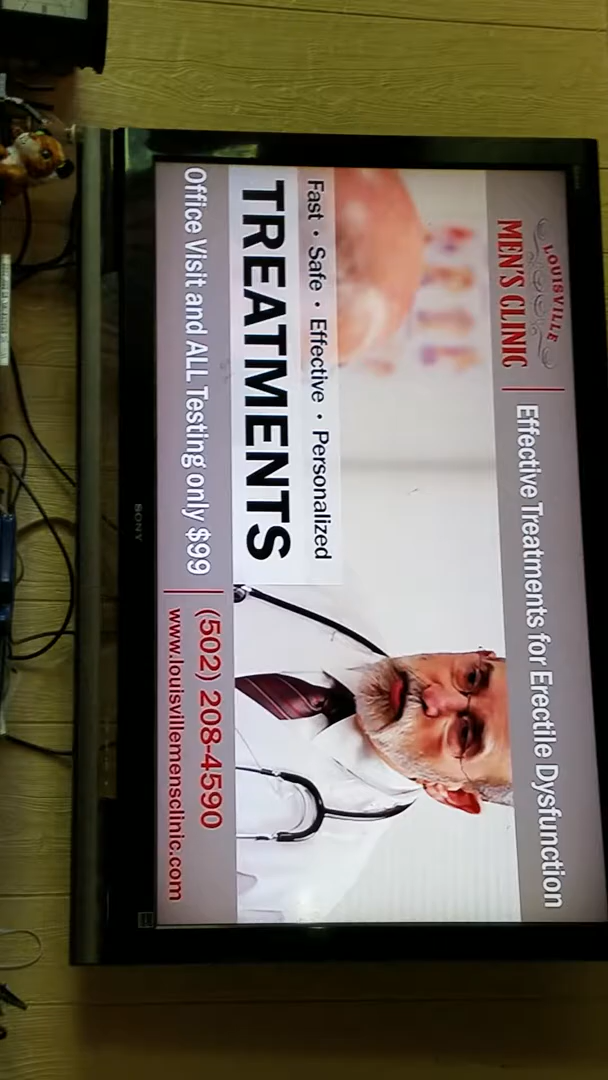 LOUISVILLE
MEN'S CLINIC
Effective Treatments for Erectile Dysfunction
Fast • Safe • Effective • Personalized
TREATMENTS
Office Visit and ALL Testing only $99
(502) 208-4590
www.louisvillemensclinic.com
SONY